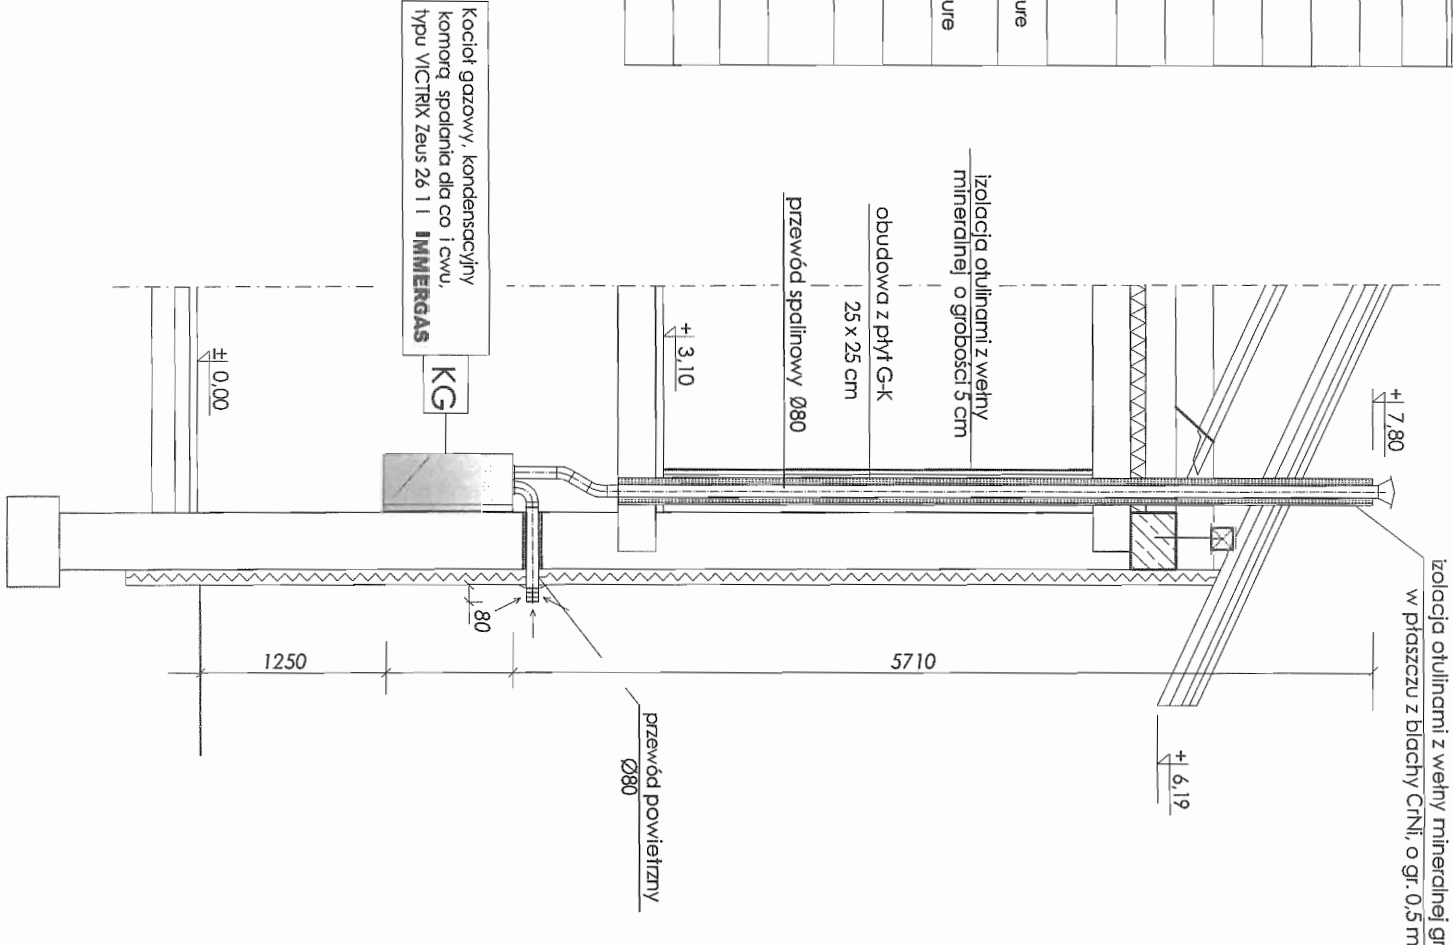 ure
ure
Kocioł gazowy, kondensacyjny
komorą spalania dla co i cwu,
typu VICTRIX Zeus 26 1 I IMMERGAS
KG
izolacja otulinami z wełny
mineralnej o grobości 5 cm
obudowa z płyt G-K
25 x 25 cm
przewód spalinowy Ø80
+ 7,80
+ 3,10
± 0,00
izolacja otulinami z wełny mineralnej gr
w płaszczu z blachy CrNi, o gr. 0,5 m
80
1250
5710
+ 6,19
przewód powietrzny
Ø80